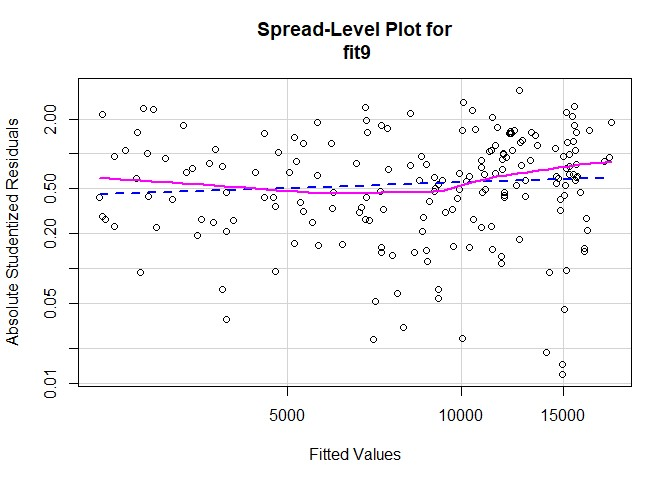 Spread-Level Plot for
fit9
Absolute Studentized Residuals
2.00
0.50
0.20
0.05
0.01
5000
10000
15000
Fitted Values